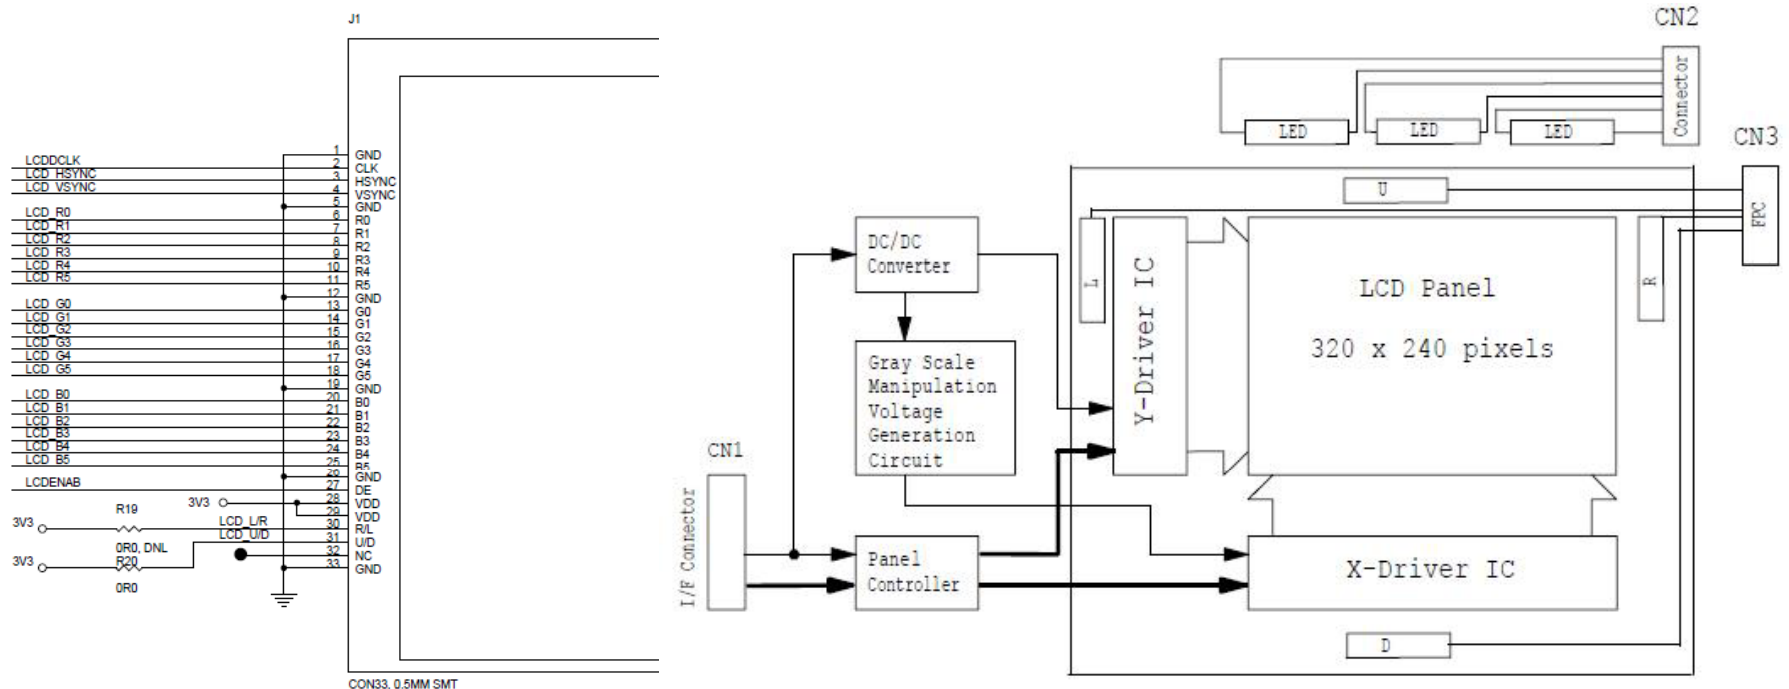 J1
1 GND
LCDDCLK 2 CLK
LCD_HSYNC 3 HSYNC
LCD_VSYNC 4 VSYNC
5 GND
LCD_R0 6 R0
LCD_R1 7 R1
LCD_R2 8 R2
LCD_R3 9 R3
LCD_R4 10 R4
LCD_R5 11 R5
12 GND
LCD_G0 13 G0
LCD_G1 14 G1
LCD_G2 15 G2
LCD_G3 16 G3
LCD_G4 17 G4
LCD_G5 18 G5
19 GND
LCD_B0 20 B0
LCD_B1 21 B1
LCD_B2 22 B2
LCD_B3 23 B3
LCD_B4 24 B4
LCD_B5 25 B5
26 GND
LCDENAB 27 DE
3V3 28 VDD
29 VDD
R19
3V3 LCD_L/R 30 R/L
LCD_U/D 31 U/D
0R0, DNL 32 NC
3V3 R20 33 GND
0R0
CON33, 0.5MM SMT
CN2
Connector
LED LED LED
CN3
FPC
U
L
R
D
DC/DC
Converter
Gray Scale
Manipulation
Voltage
Generation
Circuit
CN1
I/F Connector
Panel
Controller
Y-Driver IC
LCD Panel
320 x 240 pixels
X-Driver IC